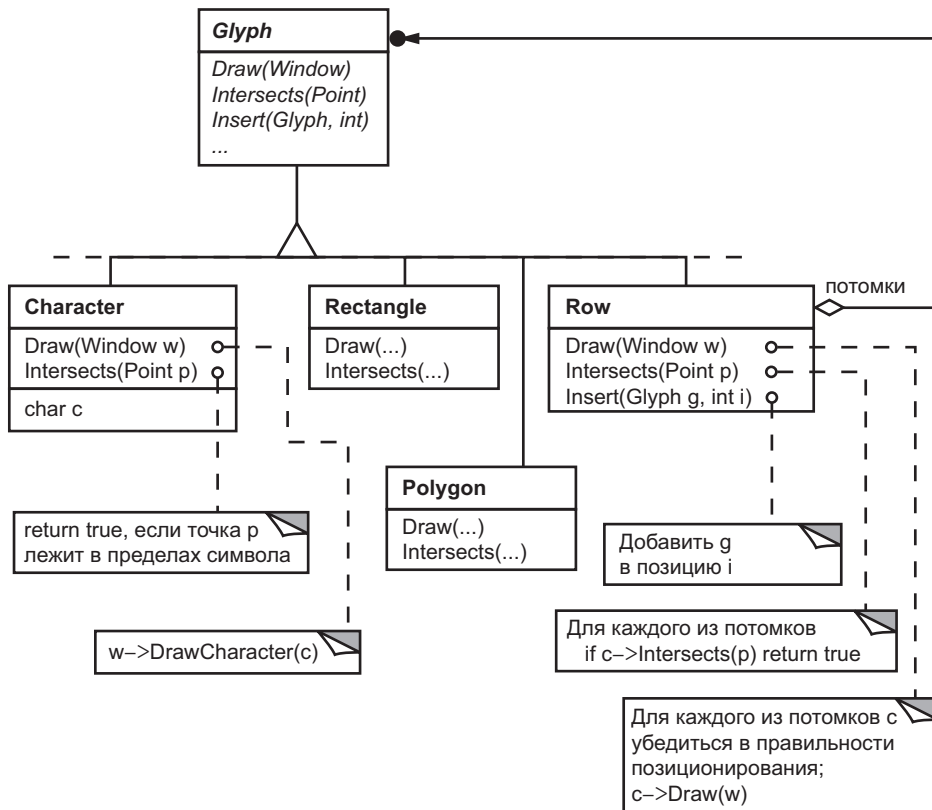 Glyph
Draw(Window)
Intersects(Point)
Insert(Glyph, int)
...
потомки
Character
Draw(Window w)
Intersects(Point p)
char c
Rectangle
Draw(...)
Intersects(...)
Row
Draw(Window w)
Intersects(Point p)
Insert(Glyph g, int i)
Polygon
Draw(...)
Intersects(...)
return true, если точка p
лежит в пределах символа
Добавить g
в позицию i
w->DrawCharacter(c)
Для каждого из потомков
if c->Intersects(p) return true
Для каждого из потомков с
убедиться в правильности
позиционирования;
c->Draw(w)